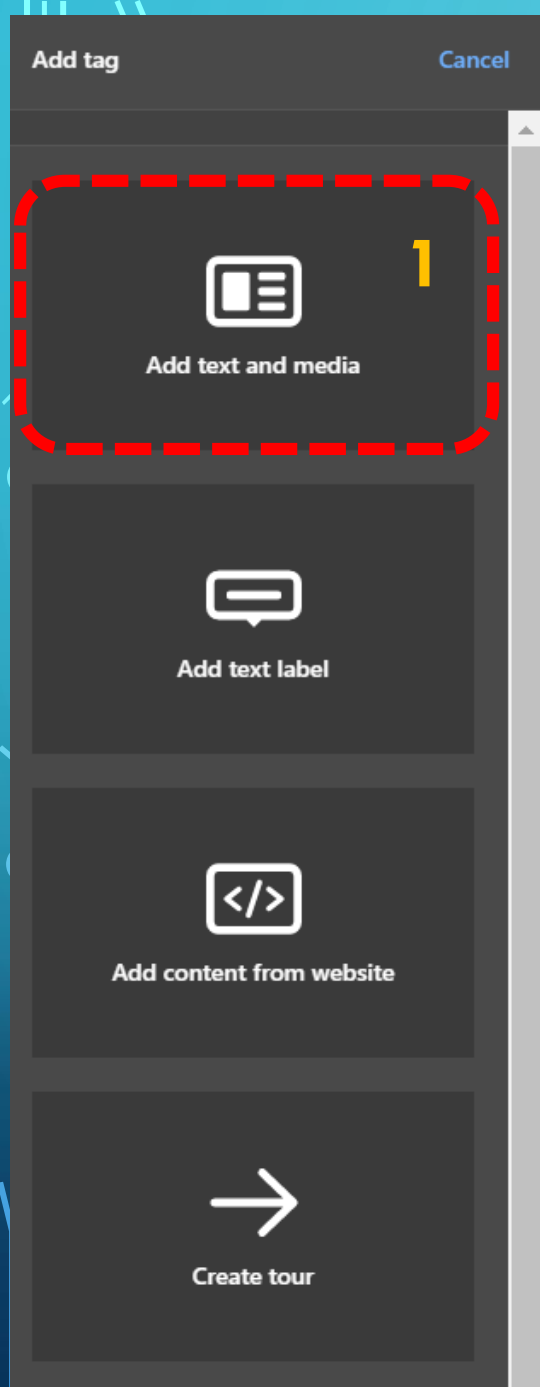 Add tag
Cancel
1
Add text and media
Add text label
</>
Add content from website
Create tour